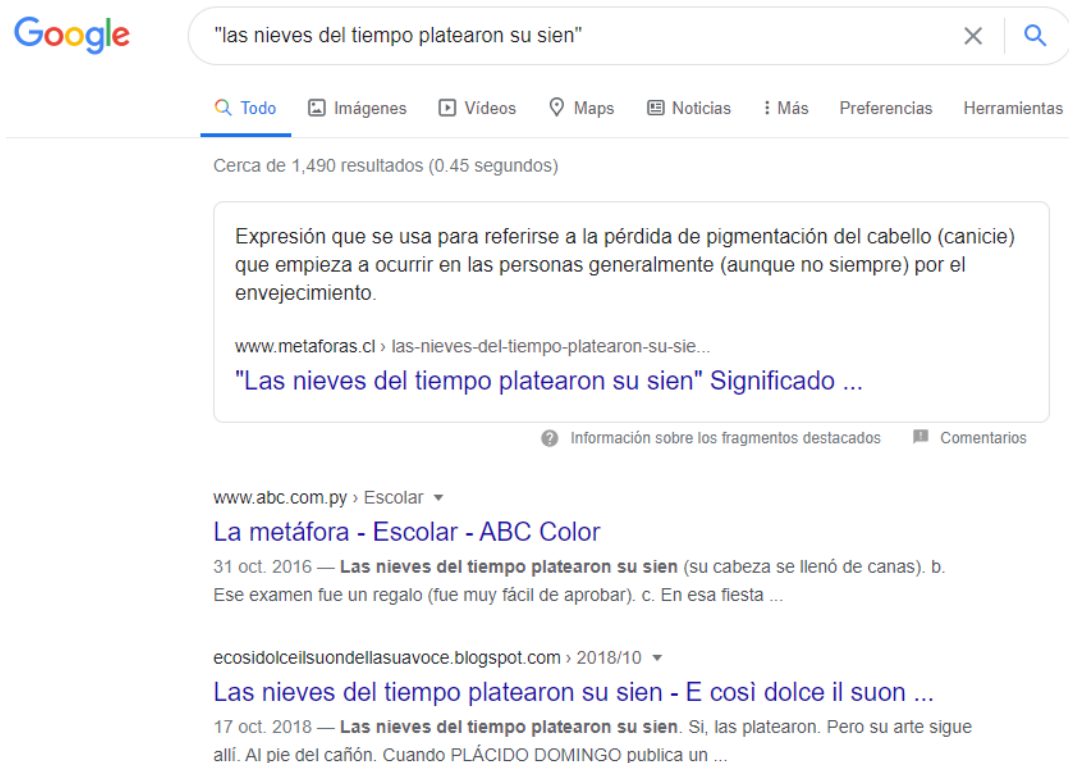 Google
"las nieves del tiempo platearon su sien"
Todo Imágenes Vídeos Maps Noticias Más Preferencias Herramientas
Cerca de 1,490 resultados (0.45 segundos)
Expresión que se usa para referirse a la pérdida de pigmentación del cabello (canicie)
que empieza a ocurrir en las personas generalmente (aunque no siempre) por el
envejecimiento.
www.metaforas.cl › las-nieves-del-tiempo-platearon-su-sie...
"Las nieves del tiempo platearon su sien" Significado ...
Información sobre los fragmentos destacados Comentarios
www.abc.com.py › Escolar
La metáfora - Escolar - ABC Color
31 oct. 2016 — Las nieves del tiempo platearon su sien (su cabeza se llenó de canas). b.
Ese examen fue un regalo (fue muy fácil de aprobar). c. En esa fiesta ...
ecosidolceilsuondellasuavoce.blogspot.com › 2018/10
Las nieves del tiempo platearon su sien - E così dolce il suon ...
17 oct. 2018 — Las nieves del tiempo platearon su sien. Si, las platearon. Pero su arte sigue
allí. Al pie del cañón. Cuando PLÁCIDO DOMINGO publica un ...